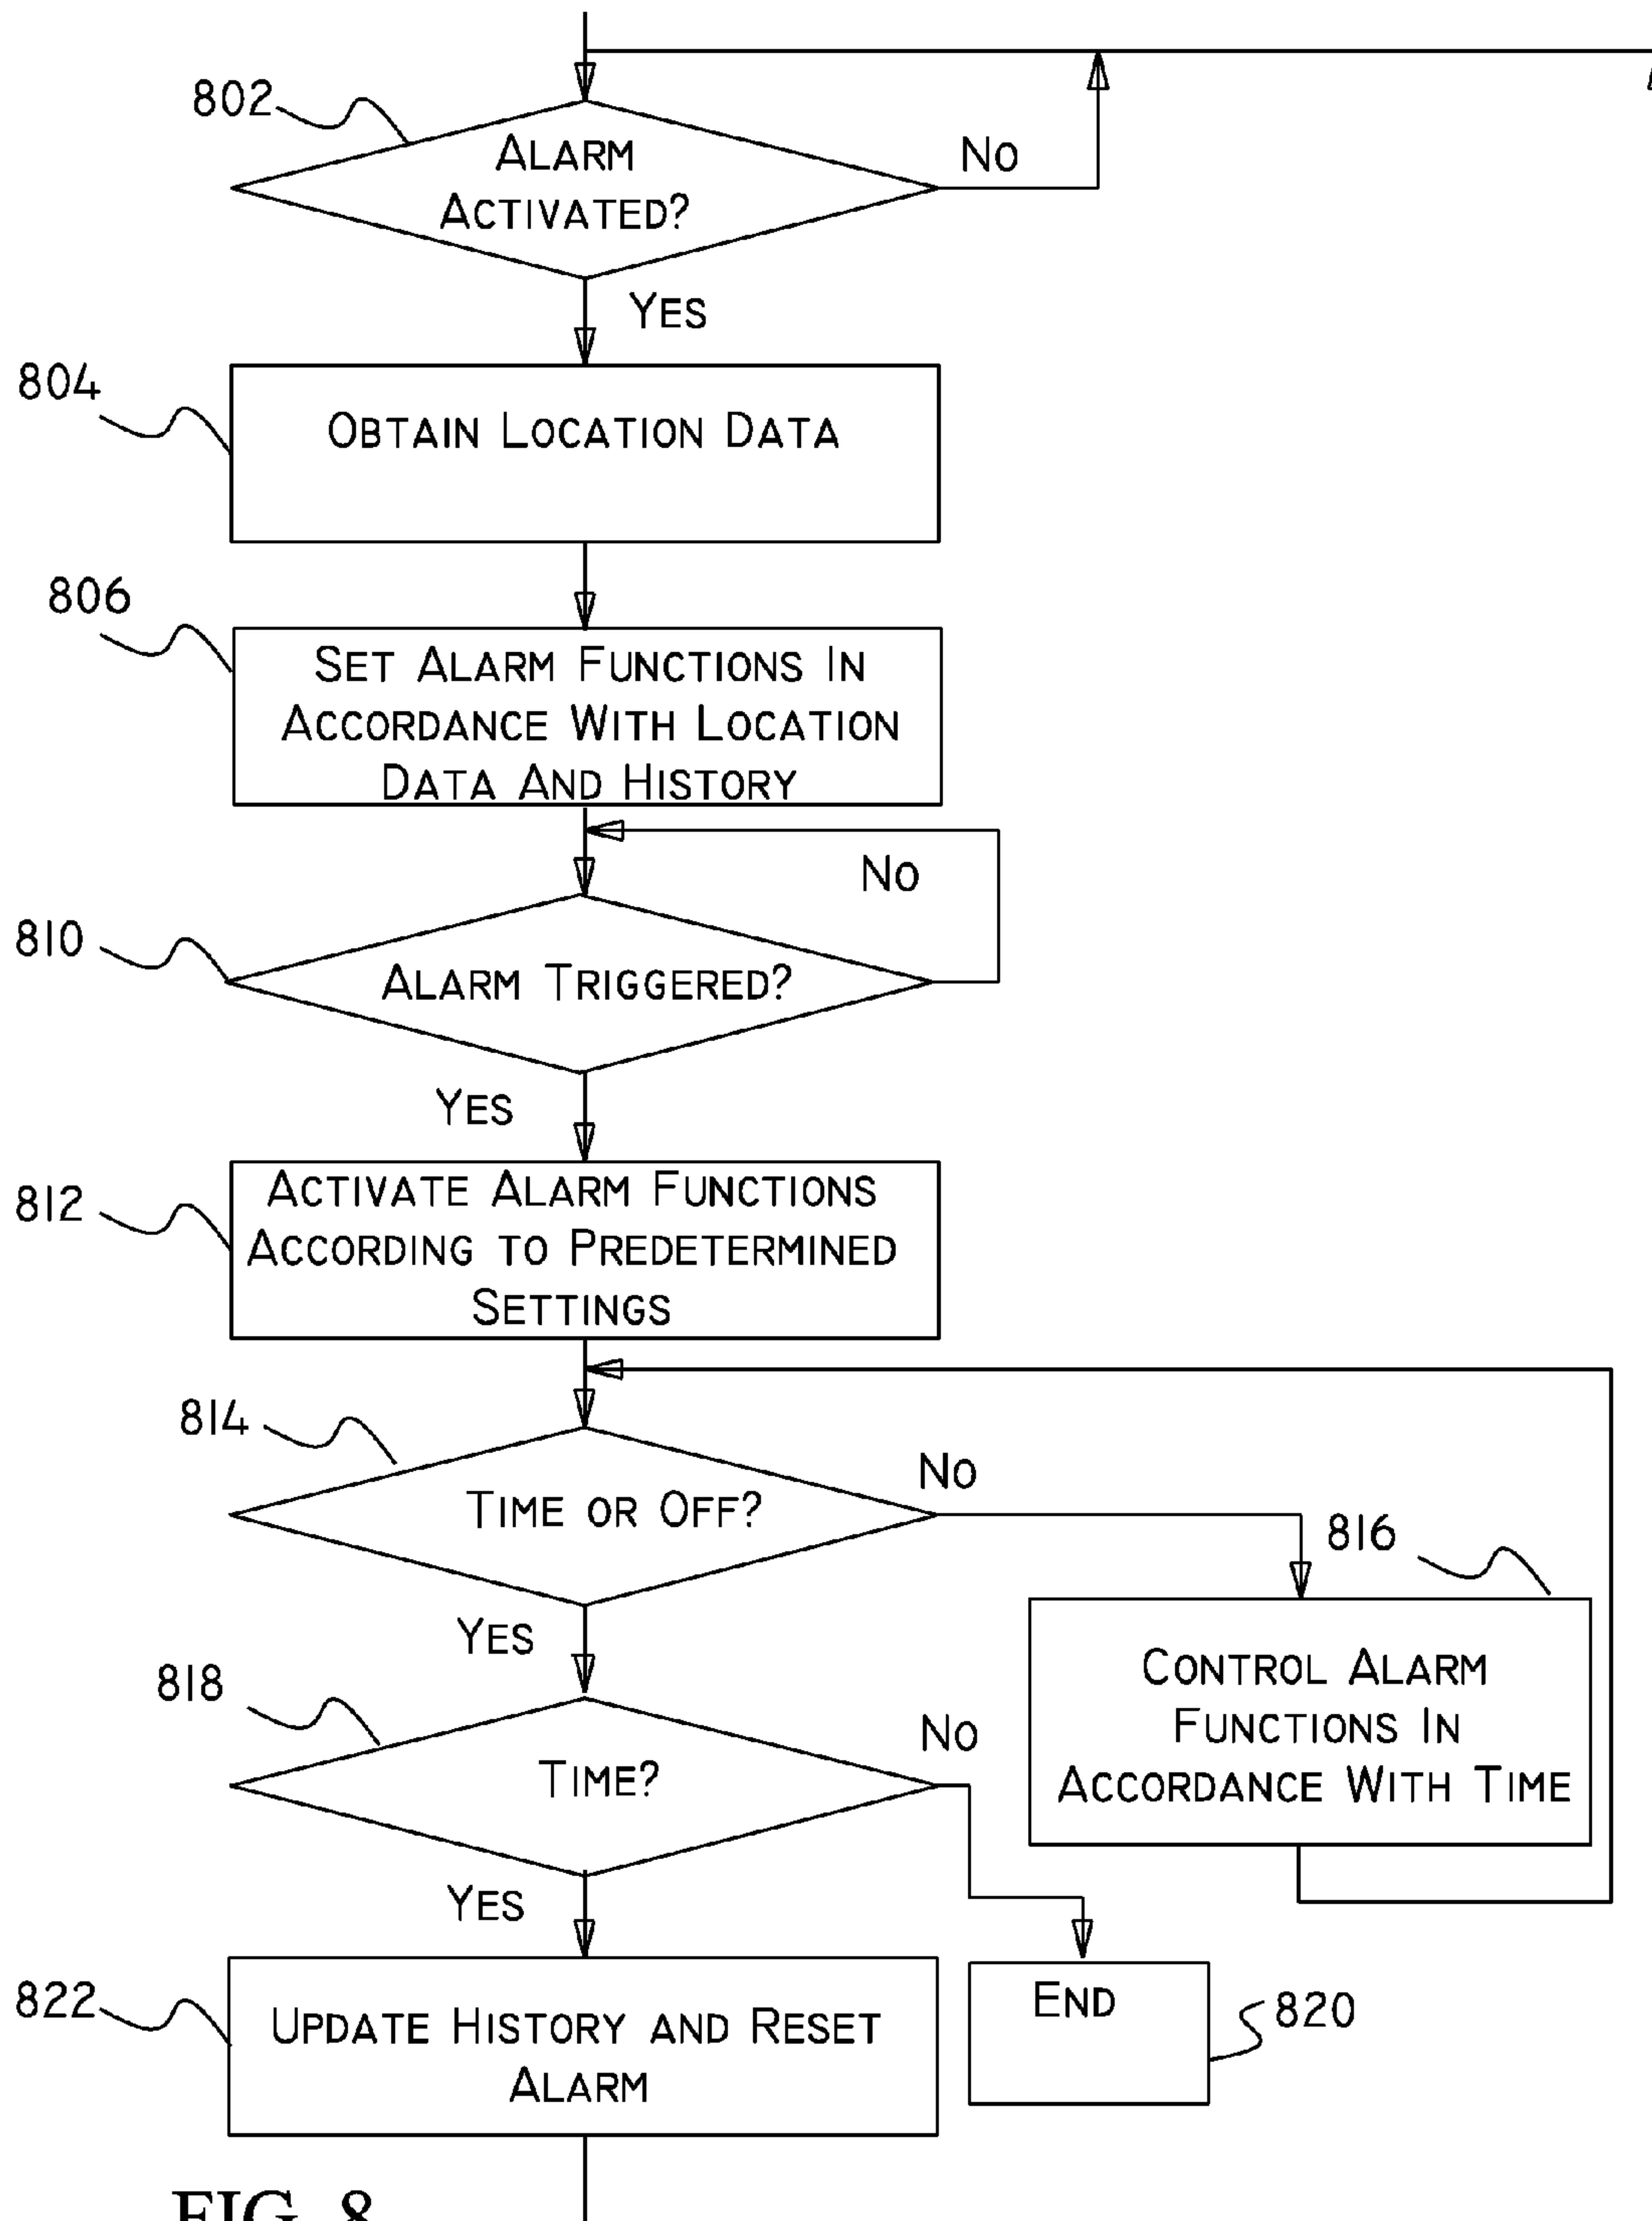 802
ALARM
ACTIVATED?
NO
YES
804
OBTAIN LOCATION DATA
806
SET ALARM FUNCTIONS IN
ACCORDANCE WITH LOCATION
DATA AND HISTORY
NO
810
ALARM TRIGGERED?
YES
812
ACTIVATE ALARM FUNCTIONS
ACCORDING TO PREDETERMINED
SETTINGS
814
TIME OR OFF?
NO
816
YES
CONTROL ALARM
FUNCTIONS IN
ACCORDANCE WITH TIME
818
TIME?
NO
YES
822
UPDATE HISTORY AND RESET
ALARM
END
820
FIG. 8